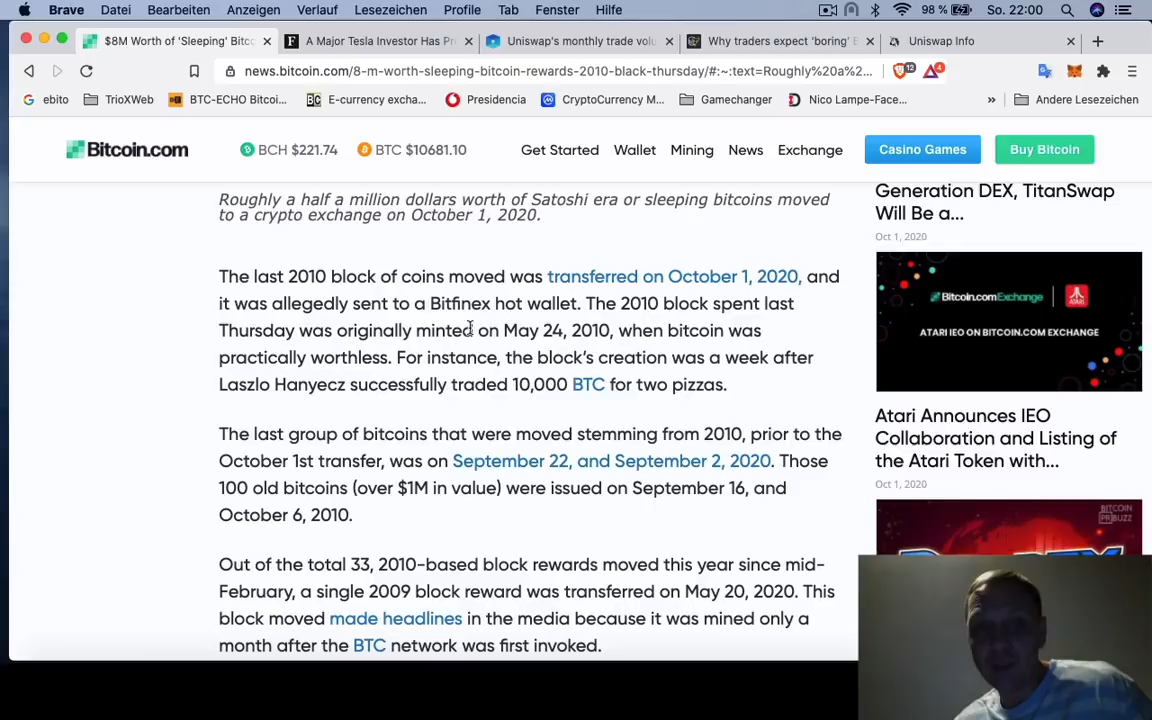 Brave Datei Bearbeiten Anzeigen Verlauf Lesezeichen Profile Tab Fenster Hilfe 98 % So. 22:00
$8M Worth of 'Sleeping' Bitco
A Major Tesla Investor Has Pr
Uniswap's monthly trade volu
Why traders expect 'boring' E
Uniswap Info
news.bitcoin.com/8-m-worth-sleeping-bitcoin-rewards-2010-black-thursday/#:~:text=Roughly%20a%2... 12 4
ebito TrioXWeb BTC-ECHO Bitcoi... E-currency excha... Presidencia CryptoCurrency M... Gamechanger Nico Lampe-Face... » Andere Lesezeichen
Bitcoin.com BCH $221.74 BTC $10681.10 Get Started Wallet Mining News Exchange Casino Games Buy Bitcoin
Roughly a half a million dollars worth of Satoshi era or sleeping bitcoins moved
to a crypto exchange on October 1, 2020.
The last 2010 block of coins moved was transferred on October 1, 2020, and
it was allegedly sent to a Bitfinex hot wallet. The 2010 block spent last
Thursday was originally minted on May 24, 2010, when bitcoin was
practically worthless. For instance, the block's creation was a week after
Laszlo Hanyecz successfully traded 10,000 BTC for two pizzas.
The last group of bitcoins that were moved stemming from 2010, prior to the
October 1st transfer, was on September 22, and September 2, 2020. Those
100 old bitcoins (over $1M in value) were issued on September 16, and
October 6, 2010.
Out of the total 33, 2010-based block rewards moved this year since mid-
February, a single 2009 block reward was transferred on May 20, 2020. This
block moved made headlines in the media because it was mined only a
month after the BTC network was first invoked.
Generation DEX, TitanSwap
Will Be a...
Oct 1, 2020
Bitcoin.comExchange ATARI
ATARI IEO ON BITCOIN.COM EXCHANGE
Atari Announces IEO
Collaboration and Listing of
the Atari Token with...
Oct 1, 2020
BITCOIN
PR BUZZ